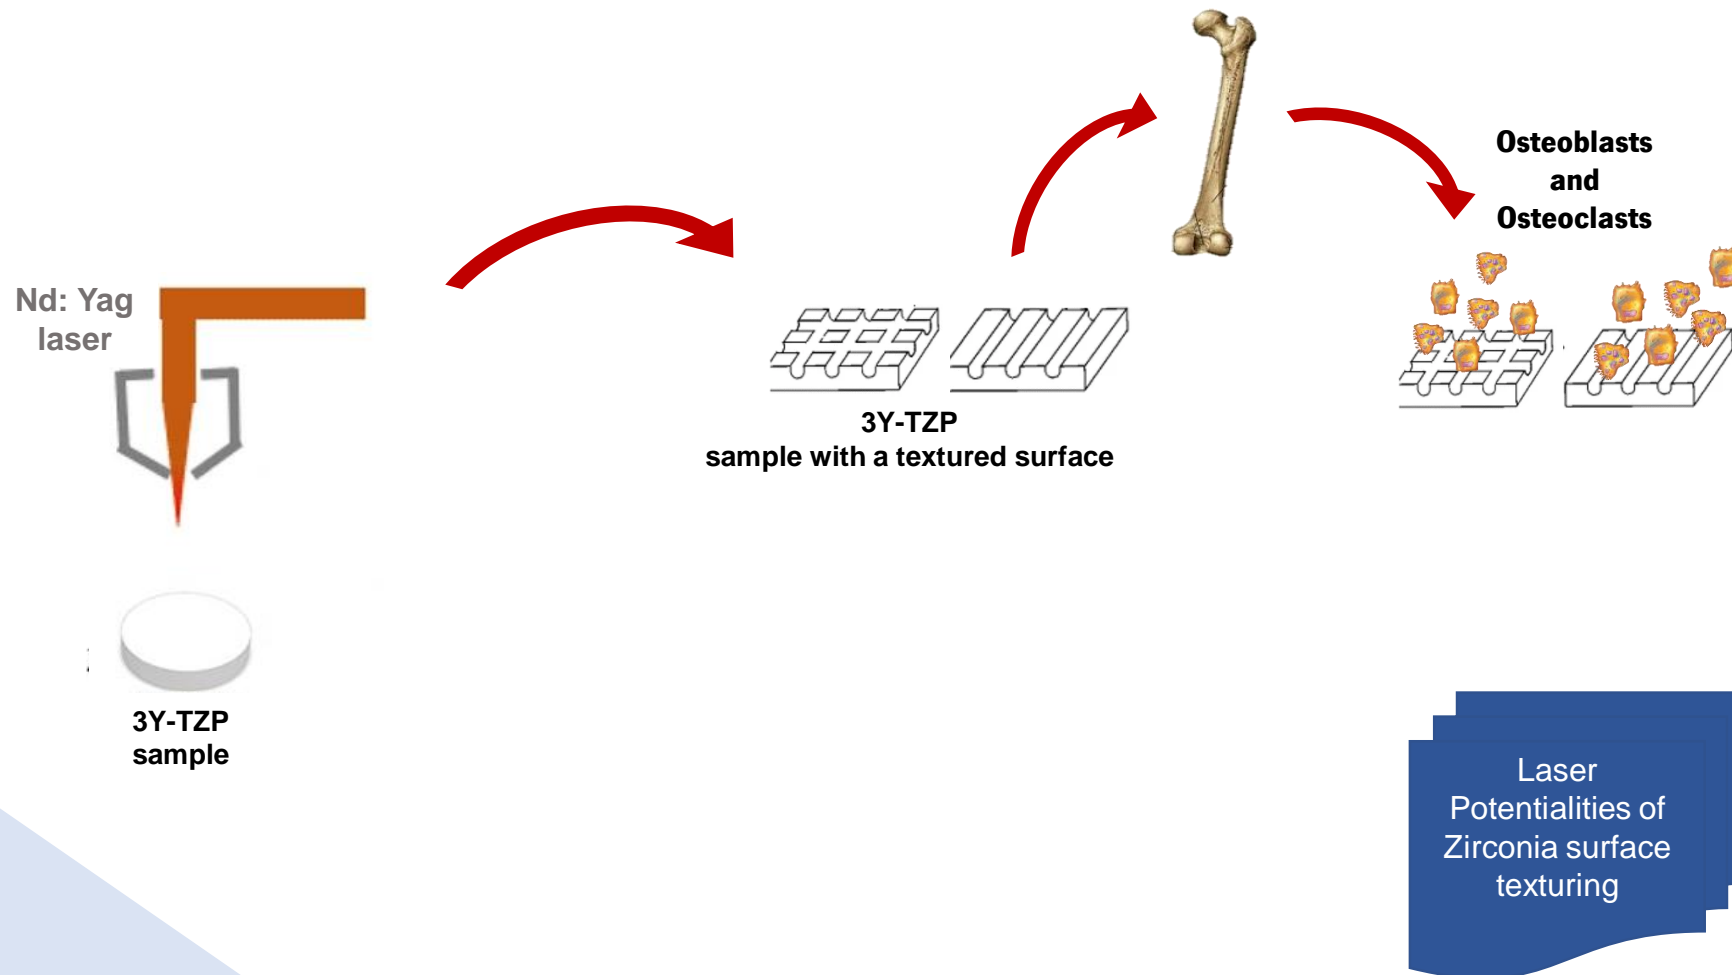 Osteoblasts
and
Osteoclasts
Nd: Yag
laser
3Y-TZP
sample with a textured surface
3Y-TZP
sample
Laser
Potentialities of
Zirconia surface
texturing